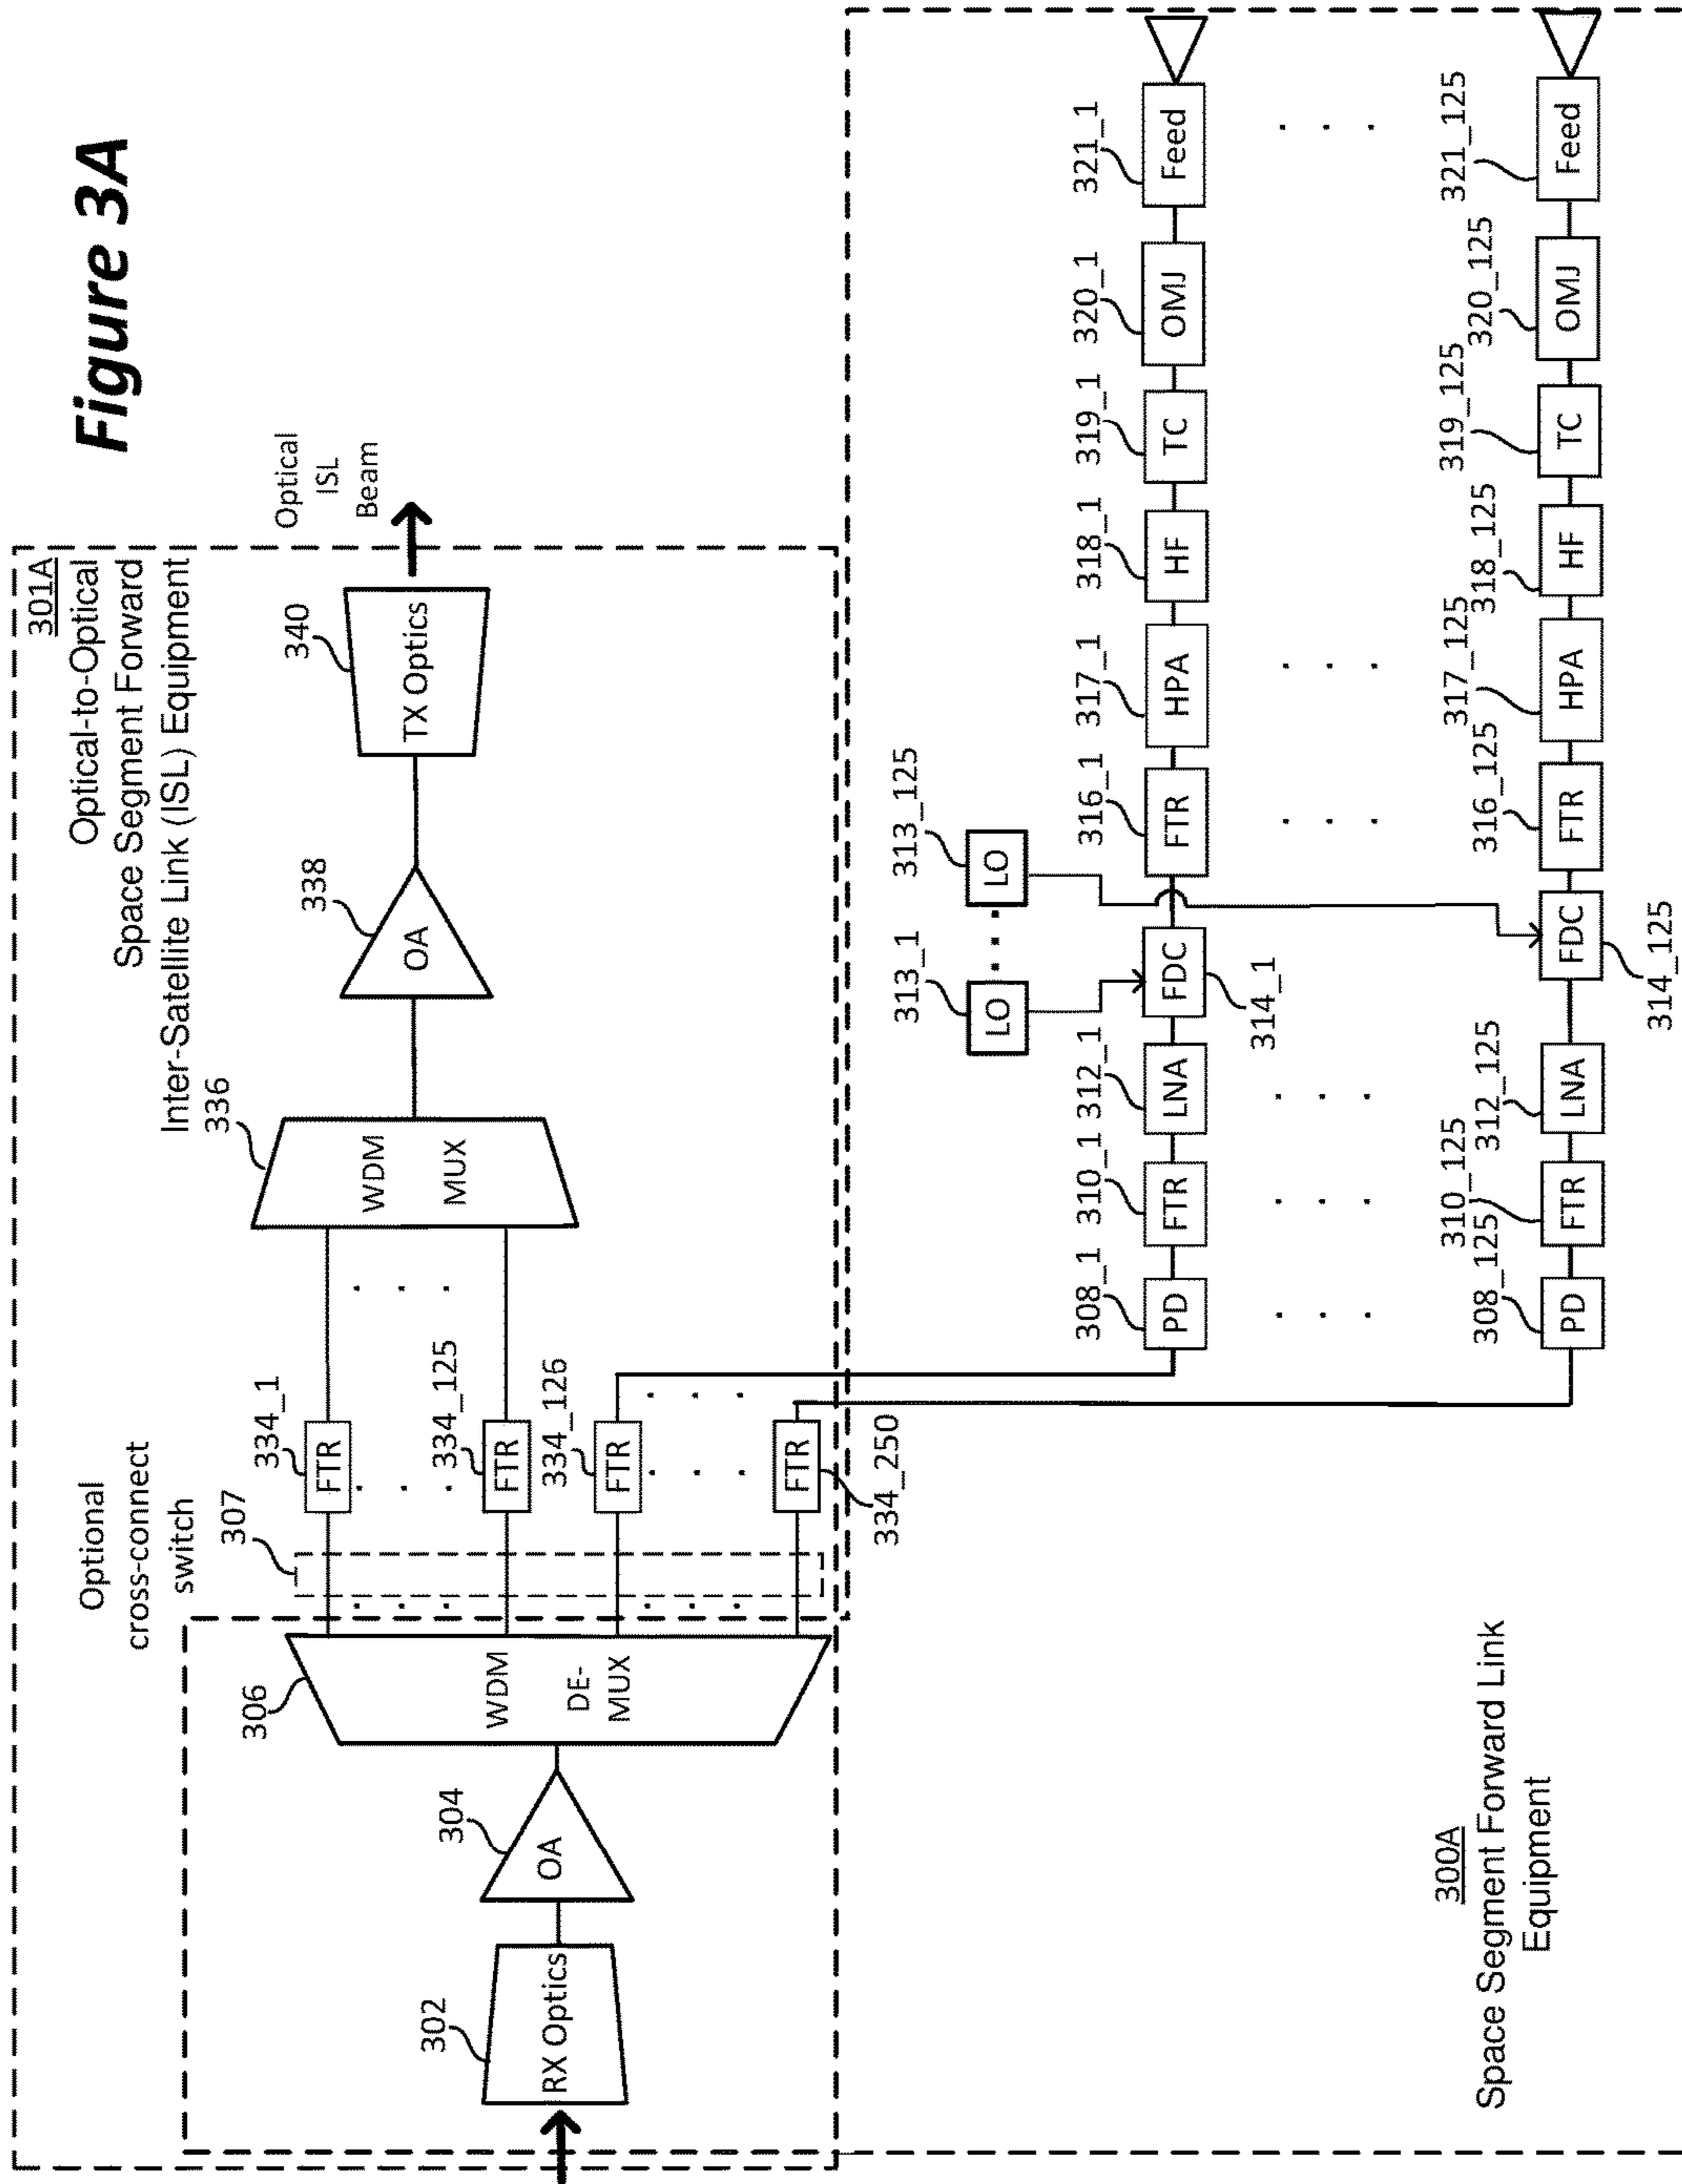 Figure 3A
301A
Optical-to-Optical
Space Segment Forward
Inter-Satellite Link (ISL) Equipment
Optical
ISL
Beam
Optional
cross-connect
switch
307
302
RX Optics
304
OA
306
WDM
DE-
MUX
334_1
FTR
334_125
FTR
334_126
FTR
334_250
FTR
336
WDM
MUX
338
OA
340
TX Optics
313_1
LO
313_125
LO
308_1
PD
310_1
FTR
312_1
LNA
314_1
FDC
316_1
FTR
317_1
HPA
318_1
HF
319_1
TC
320_1
OMJ
321_1
Feed
308_125
PD
310_125
FTR
312_125
LNA
314_125
FDC
316_125
FTR
317_125
HPA
318_125
HF
319_125
TC
320_125
OMJ
321_125
Feed
300A
Space Segment Forward Link
Equipment